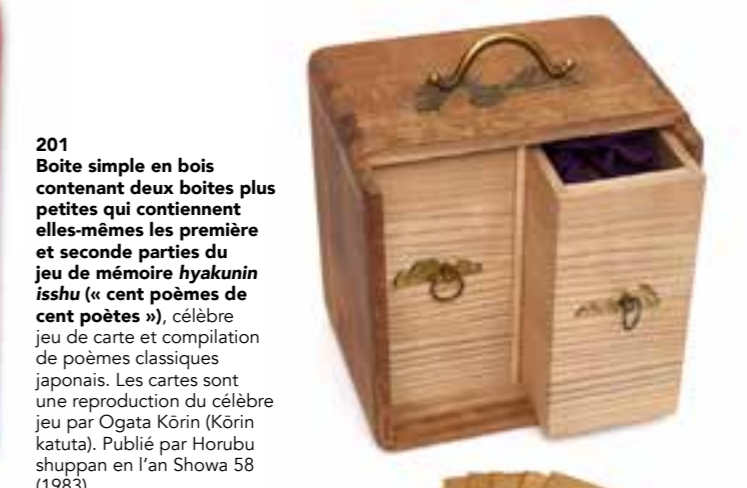 201
Boite simple en bois
contenant deux boites plus
petites qui contiennent
elles-mêmes les première
et seconde parties du
jeu de mémoire hyakunin
isshu (« cent poèmes de
cent poètes »), célèbre
jeu de carte et compilation
de poèmes classiques
japonais. Les cartes sont
une reproduction du célèbre
jeu par Ogata Kōrin (Kōrin
katuta). Publié par Horubu
shuppan en l'an Showa 58
(1983)